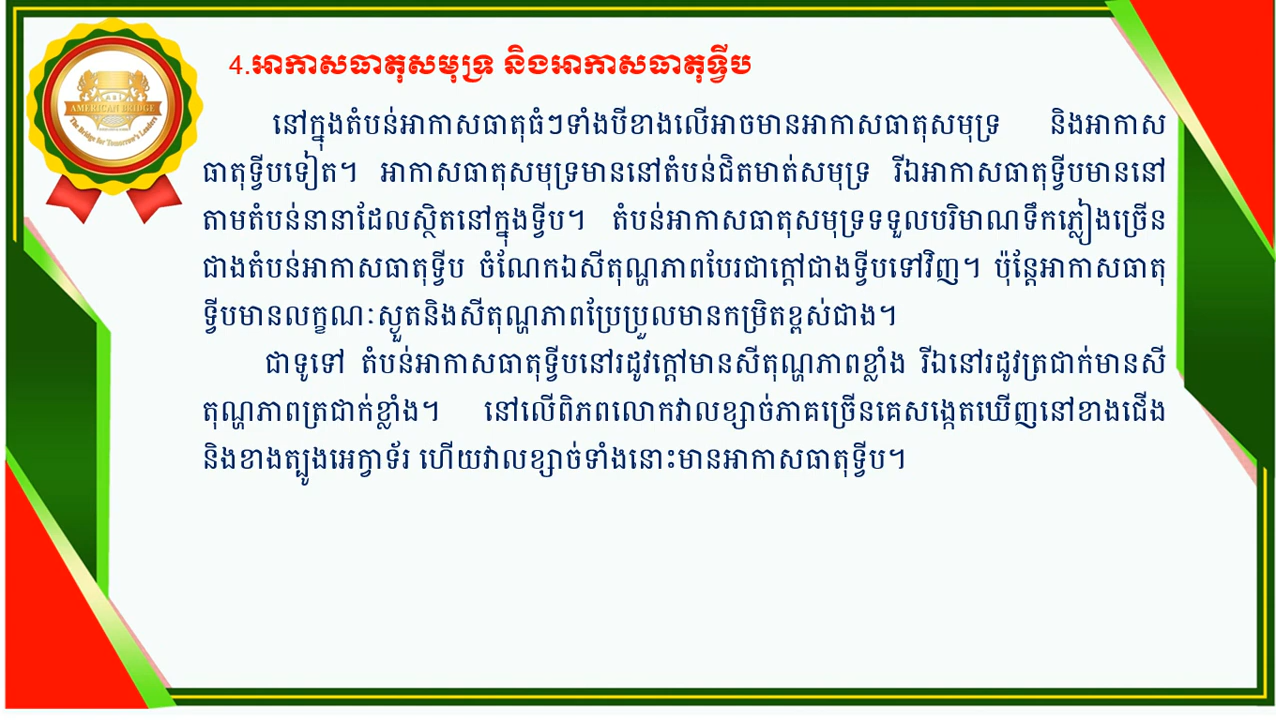 AMERICAN BRIDGE
The Bridge for Tomorrow's Leaders
4.អាកាសធាតុសមុទ្រ និងអាកាសធាតុទ្វីប
នៅក្នុងតំបន់អាកាសធាតុធំៗទាំងបីខាងលើអាចមានអាកាសធាតុសមុទ្រ និងអាកាស
ធាតុទ្វីបទៀត។ អាកាសធាតុសមុទ្រមាននៅតំបន់ជិតមាត់សមុទ្រ រីឯអាកាសធាតុទ្វីបមាននៅ
តាមតំបន់នានាដែលស្ថិតនៅក្នុងទ្វីប។ តំបន់អាកាសធាតុសមុទ្រទទួលបរិមាណទឹកភ្លៀងច្រើន
ជាងតំបន់អាកាសធាតុទ្វីប ចំណែកឯសីតុណ្ហភាពបែរជាក្តៅជាងទ្វីបទៅវិញ។ ប៉ុន្តែអាកាសធាតុ
ទ្វីបមានលក្ខណៈស្ងួតនិងសីតុណ្ហភាពប្រែប្រួលមានកម្រិតខ្ពស់ជាង។
ជាទូទៅ តំបន់អាកាសធាតុទ្វីបនៅរដូវក្តៅមានសីតុណ្ហភាពខ្លាំង រីឯនៅរដូវត្រជាក់មានសី
តុណ្ហភាពត្រជាក់ខ្លាំង។ នៅលើពិភពលោកវាលខ្សាច់ភាគច្រើនគេសង្កេតឃើញនៅខាងជើង
និងខាងត្បូងអេក្វាទ័រ ហើយវាលខ្សាច់ទាំងនោះមានអាកាសធាតុទ្វីប។